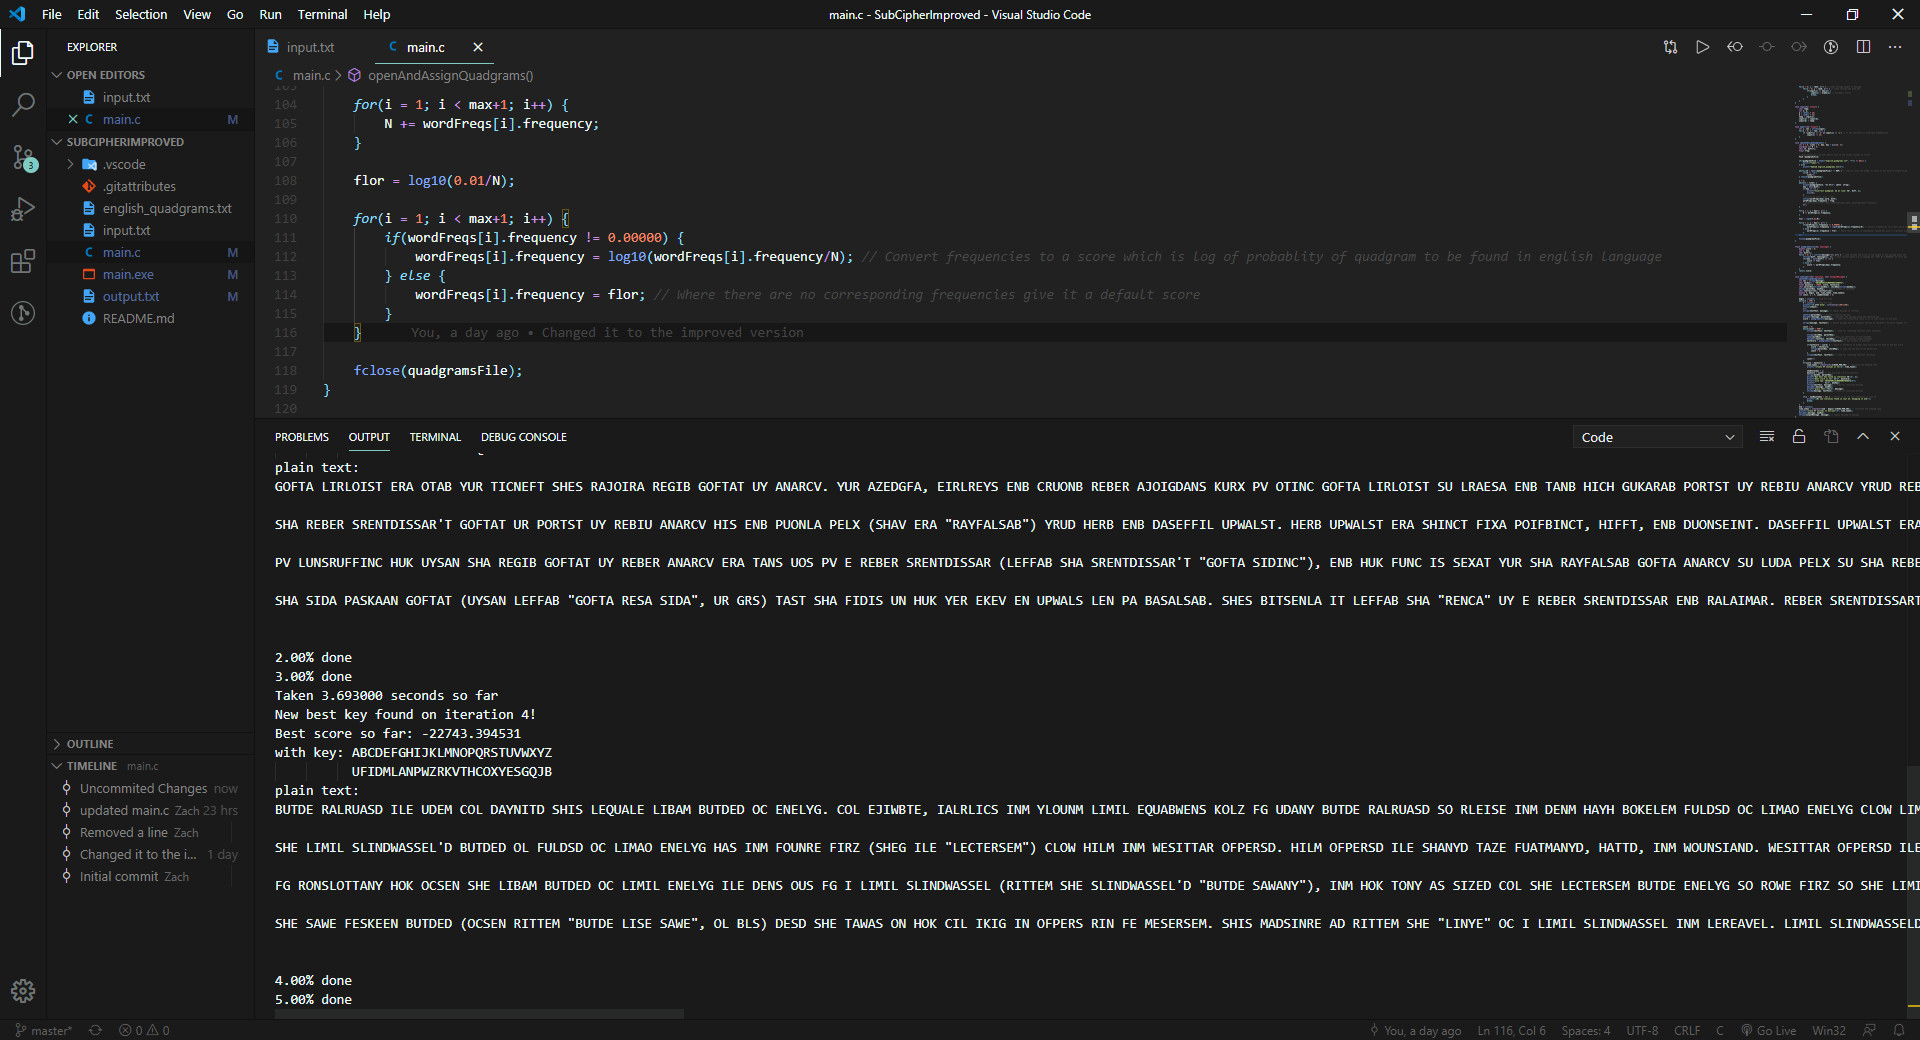 File Edit Selection View Go Run Terminal Help
main.c - SubCipherImproved - Visual Studio Code
EXPLORER
OPEN EDITORS
input.txt
main.c M
SUBCIPHERIMPROVED
.vscode
.gitattributes
english_quadgrams.txt
input.txt
main.c M
main.exe M
output.txt M
README.md
OUTLINE
TIMELINE main.c
Uncommited Changes now
updated main.c Zach 23 hrs
Removed a line Zach
Changed it to the i... 1 day
Initial commit Zach
3
input.txt main.c
main.c > openAndAssignQuadgrams()
104 for(i = 1; i < max+1; i++) {
105 N += wordFreqs[i].frequency;
106 }
107
108 flor = log10(0.01/N);
109
110 for(i = 1; i < max+1; i++) {
111 if(wordFreqs[i].frequency != 0.00000) {
112 wordFreqs[i].frequency = log10(wordFreqs[i].frequency/N); // Convert frequencies to a score which is log of probablity of quadgram to be found in english language
113 } else {
114 wordFreqs[i].frequency = flor; // Where there are no corresponding frequencies give it a default score
115 }
116 } You, a day ago • Changed it to the improved version
117
118 fclose(quadgramsFile);
119 }
120
PROBLEMS OUTPUT TERMINAL DEBUG CONSOLE Code
plain text:
GOFTA LIRLOIST ERA OTAB YUR TICNEFT SHES RAJOIRA REGIB GOFTAT UY ANARCV. YUR AZEDGFA, EIRLREYS ENB CRUONB REBER AJOIGDANS KURX PV OTINC GOFTA LIRLOIST SU LRAESA ENB TANB HICH GUKARAB PORTST UY REBIU ANARCV YRUD REB
SHA REBER SRENTDISSAR'T GOFTAT UR PORTST UY REBIU ANARCV HIS ENB PUONLA PELX (SHAV ERA "RAYFALSAB") YRUD HERB ENB DASEFFIL UPWALST. HERB UPWALST ERA SHINCT FIXA POIFBINCT, HIFFT, ENB DUONSEINT. DASEFFIL UPWALST ERA
PV LUNSRUFFINC HUK UYSAN SHA REGIB GOFTAT UY REBER ANARCV ERA TANS UOS PV E REBER SRENTDISSAR (LEFFAB SHA SRENTDISSAR'T "GOFTA SIDINC"), ENB HUK FUNC IS SEXAT YUR SHA RAYFALSAB GOFTA ANARCV SU LUDA PELX SU SHA REBE
SHA SIDA PASKAAN GOFTAT (UYSAN LEFFAB "GOFTA RESA SIDA", UR GRS) TAST SHA FIDIS UN HUK YER EKEV EN UPWALS LEN PA BASALSAB. SHES BITSENLA IT LEFFAB SHA "RENCA" UY E REBER SRENTDISSAR ENB RALAIMAR. REBER SRENTDISSART
2.00% done
3.00% done
Taken 3.693000 seconds so far
New best key found on iteration 4!
Best score so far: -22743.394531
with key: ABCDEFGHIJKLMNOPQRSTUVWXYZ
UFIDMLANPWZRKVTHCOXYESGQJB
plain text:
BUTDE RALRUASD ILE UDEM COL DAYNITD SHIS LEQUALE LIBAM BUTDED OC ENELYG. COL EJIWBTE, IALRLICS INM YLOUNM LIMIL EQUABWENS KOLZ FG UDANY BUTDE RALRUASD SO RLEISE INM DENM HAYH BOKELEM FULDSD OC LIMAO ENELYG CLOW LIM
SHE LIMIL SLINDWASSEL'D BUTDED OL FULDSD OC LIMAO ENELYG HAS INM FOUNRE FIRZ (SHEG ILE "LECTERSEM") CLOW HILM INM WESITTAR OFPERSD. HILM OFPERSD ILE SHANYD TAZE FUATMANYD, HATTD, INM WOUNSIAND. WESITTAR OFPERSD ILE
FG RONSLOTTANY HOK OCSEN SHE LIBAM BUTDED OC LIMIL ENELYG ILE DENS OUS FG I LIMIL SLINDWASSEL (RITTEM SHE SLINDWASSEL'D "BUTDE SAWANY"), INM HOK TONY AS SIZED COL SHE LECTERSEM BUTDE ENELYG SO ROWE FIRZ SO SHE LIMI
SHE SAWE FESKEEN BUTDED (OCSEN RITTEM "BUTDE LISE SAWE", OL BLS) DESD SHE TAWAS ON HOK CIL IKIG IN OFPERS RIN FE MESERSEM. SHIS MADSINRE AD RITTEM SHE "LINYE" OC I LIMIL SLINDWASSEL INM LEREAVEL. LIMIL SLINDWASSELD
4.00% done
5.00% done
master* 0 0 You, a day ago Ln 116, Col 6 Spaces: 4 UTF-8 CRLF C Go Live Win32